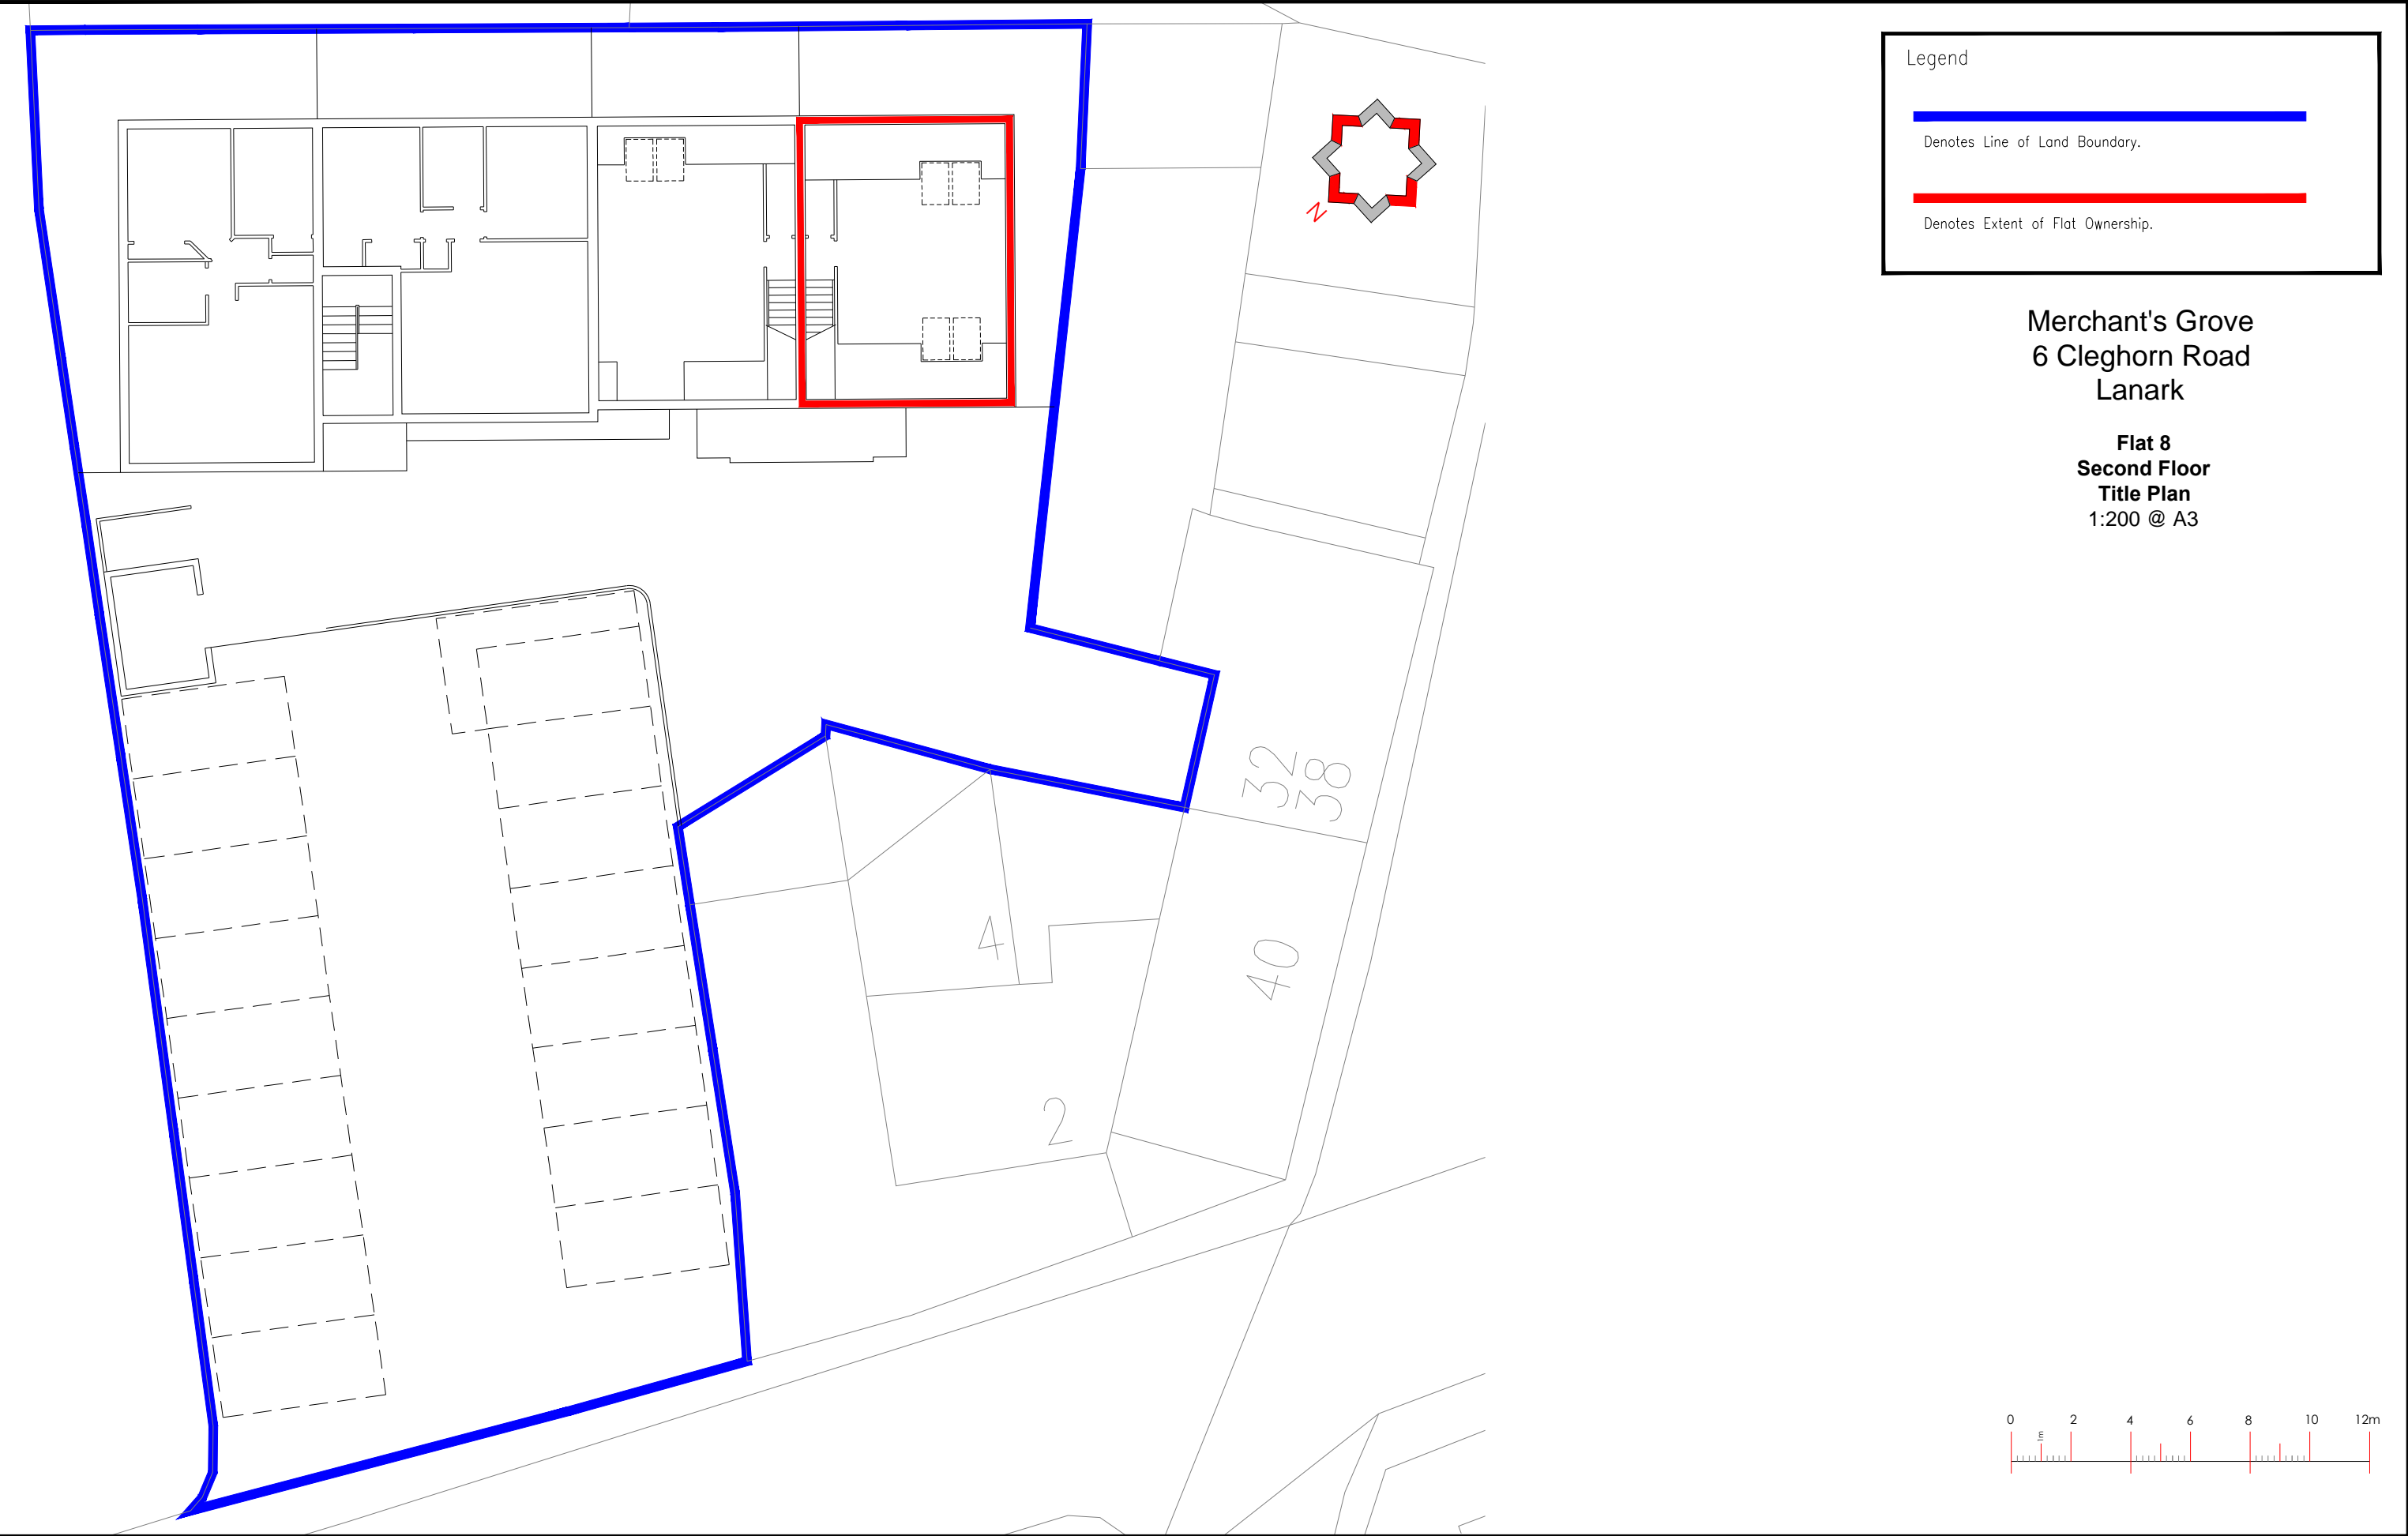 Legend
Denotes Line of Land Boundary.
Denotes Extent of Flat Ownership.
Merchant's Grove
6 Cleghorn Road
Lanark
Flat 8
Second Floor
Title Plan
1:200 @ A3
N
32
38
4
40
2
0 2 4 6 8 10 12m
1m